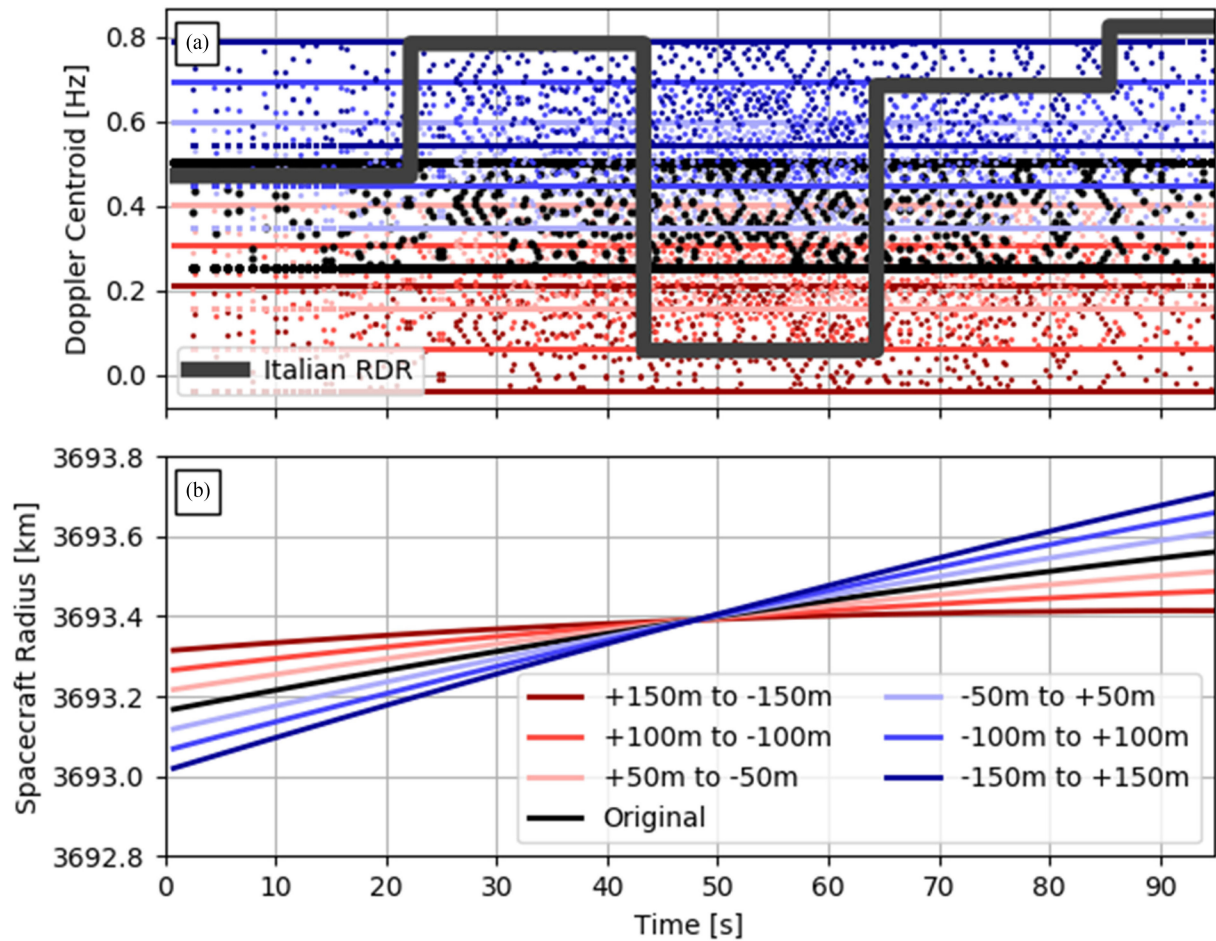 (a)
Doppler Centroid [Hz]
0.8
0.6
0.4
0.2
0.0
Italian RDR
(b)
Spacecraft Radius [km]
3693.8
3693.6
3693.4
3693.2
3693.0
3692.8
+150m to -150m
+100m to -100m
+50m to -50m
Original
-50m to +50m
-100m to +100m
-150m to +150m
0 10 20 30 40 50 60 70 80 90
Time [s]